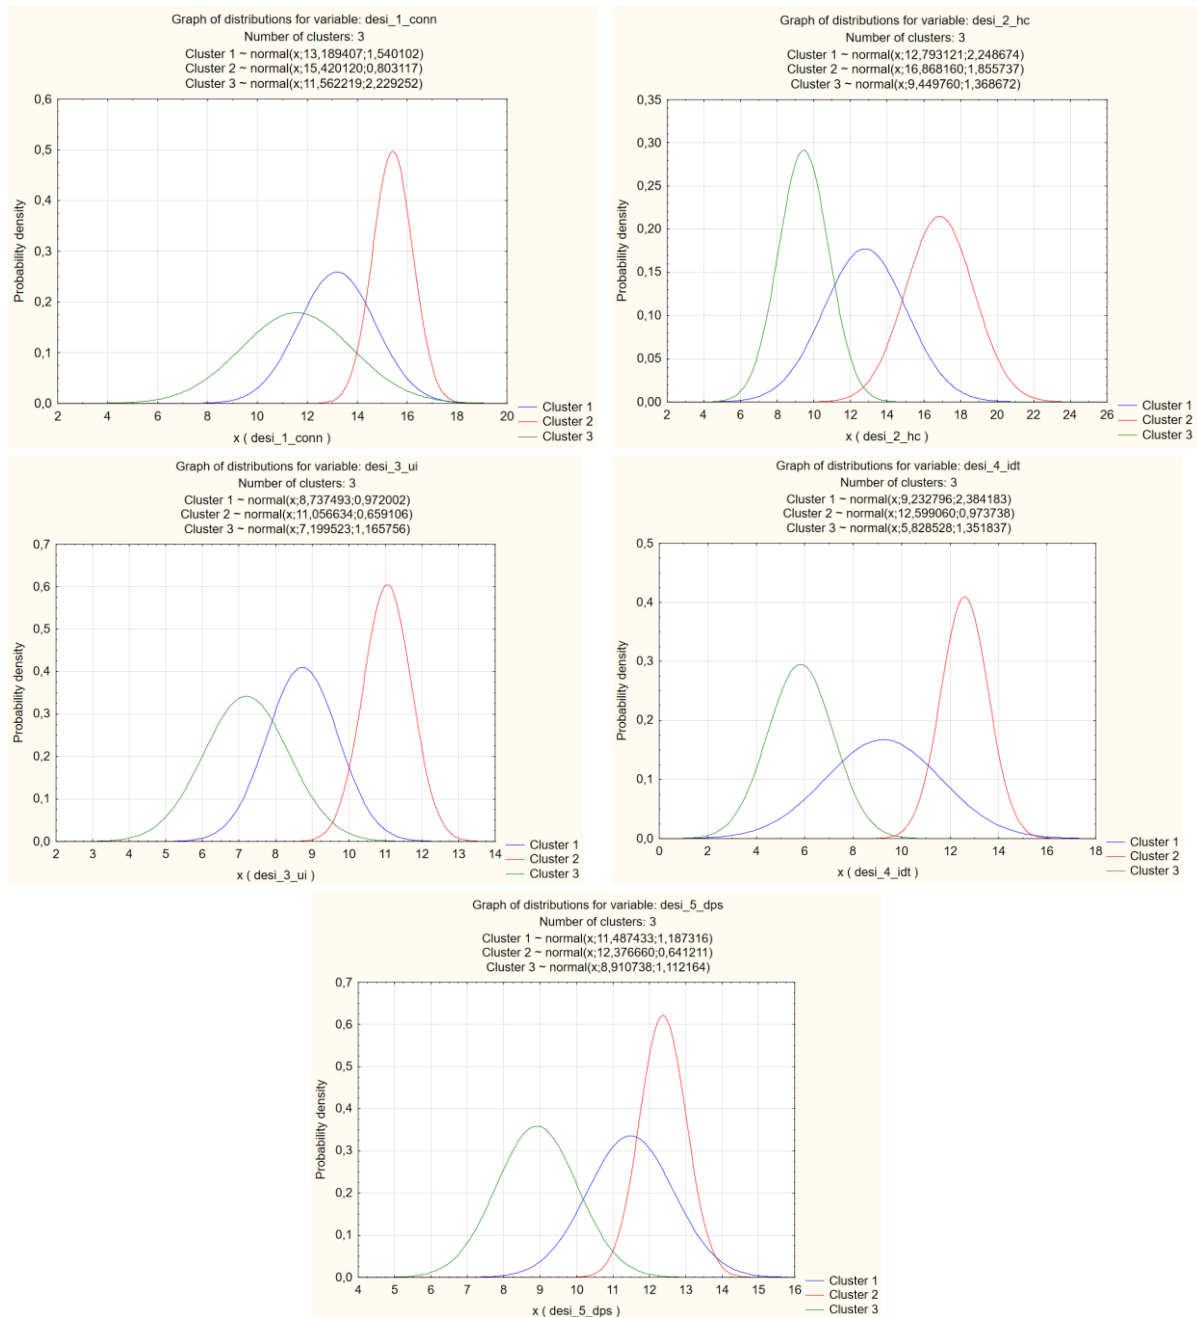 Graph of distributions for variable: desi_1_conn
Number of clusters: 3
Cluster 1 ~ normal(x;13,189407;1,540102)
Cluster 2 ~ normal(x;15,420120;0,803117)
Cluster 3 ~ normal(x;11,562219;2,229252)
0,6
0,5
0,4
0,3
0,2
0,1
0,0
Probability density
2 4 6 8 10 12 14 16 18 20
x ( desi_1_conn )
Cluster 1
Cluster 2
Cluster 3
Graph of distributions for variable: desi_2_hc
Number of clusters: 3
Cluster 1 ~ normal(x;12,793121;2,248674)
Cluster 2 ~ normal(x;16,868160;1,855737)
Cluster 3 ~ normal(x;9,449760;1,368672)
0,35
0,30
0,25
0,20
0,15
0,10
0,05
0,00
Probability density
2 4 6 8 10 12 14 16 18 20 22 24 26
x ( desi_2_hc )
Cluster 1
Cluster 2
Cluster 3
Graph of distributions for variable: desi_3_ui
Number of clusters: 3
Cluster 1 ~ normal(x;8,737493;0,972002)
Cluster 2 ~ normal(x;11,056634;0,659106)
Cluster 3 ~ normal(x;7,199523;1,165756)
0,7
0,6
0,5
0,4
0,3
0,2
0,1
0,0
Probability density
2 3 4 5 6 7 8 9 10 11 12 13 14
x ( desi_3_ui )
Cluster 1
Cluster 2
Cluster 3
Graph of distributions for variable: desi_4_idt
Number of clusters: 3
Cluster 1 ~ normal(x;9,232796;2,384183)
Cluster 2 ~ normal(x;12,599060;0,973738)
Cluster 3 ~ normal(x;5,828528;1,351837)
0,5
0,4
0,3
0,2
0,1
0,0
Probability density
0 2 4 6 8 10 12 14 16 18
x ( desi_4_idt )
Cluster 1
Cluster 2
Cluster 3
Graph of distributions for variable: desi_5_dps
Number of clusters: 3
Cluster 1 ~ normal(x;11,487433;1,187316)
Cluster 2 ~ normal(x;12,376660;0,641211)
Cluster 3 ~ normal(x;8,910738;1,112164)
0,7
0,6
0,5
0,4
0,3
0,2
0,1
0,0
Probability density
4 5 6 7 8 9 10 11 12 13 14 15 16
x ( desi_5_dps )
Cluster 1
Cluster 2
Cluster 3